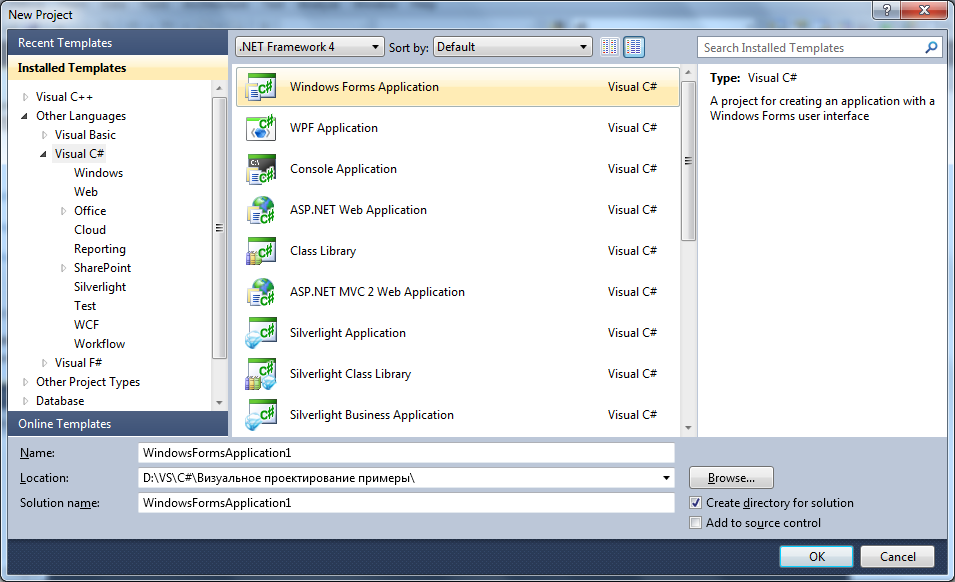 New Project
Recent Templates
Installed Templates
Visual C++
Other Languages
Visual Basic
Visual C#
Windows
Web
Office
Cloud
Reporting
SharePoint
Silverlight
Test
WCF
Workflow
Visual F#
Other Project Types
Database
Online Templates
.NET Framework 4 Sort by: Default
Search Installed Templates
Windows Forms Application Visual C#
WPF Application Visual C#
Console Application Visual C#
ASP.NET Web Application Visual C#
Class Library Visual C#
ASP.NET MVC 2 Web Application Visual C#
Silverlight Application Visual C#
Silverlight Class Library Visual C#
Silverlight Business Application Visual C#
Type: Visual C#
A project for creating an application with a
Windows Forms user interface
Name: WindowsFormsApplication1
Location: D:\VS\C#\Визуальное проектирование примеры\ Browse...
Solution name: WindowsFormsApplication1
Create directory for solution
Add to source control
OK Cancel